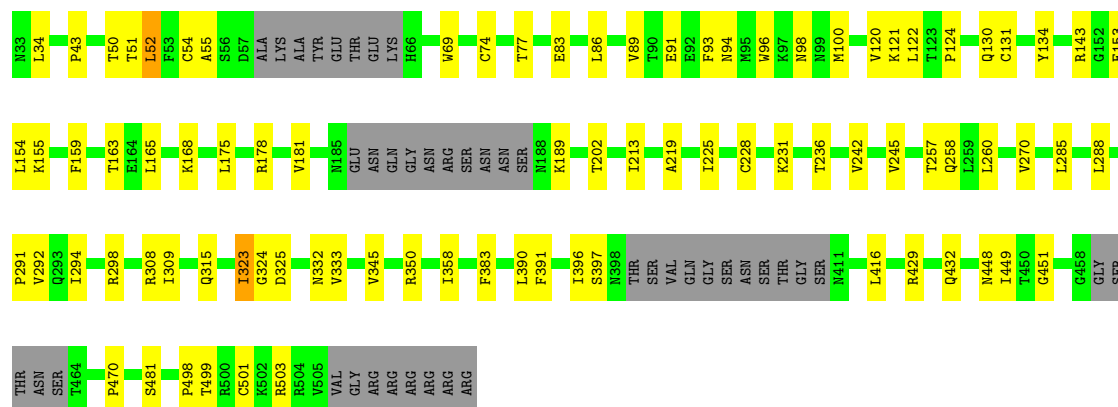 N33 L34 P43 T50 T51 L52 F53 C54 A55 S56 D57 ALA LYS ALA TYR GLU THR GLU LYS H66 W69 C74 T77 E83 L86 V89 T90 E91 E92 F93 N94 M95 W96 K97 N98 N99 M100 V120 K121 L122 T123 P124 Q130 C131 Y134 R143 G152 E153
L154 K155 F159 T163 E164 L165 K168 L175 R178 V181 N185 GLU ASN GLN GLY ASN ARG SER ASN ASN SER N188 K189 T202 I213 A219 I225 C228 K231 T236 V242 V245 T257 Q258 L259 L260 V270 L285 L288
P291 V292 Q293 I294 R298 R308 I309 Q315 I323 G324 D325 N332 V333 V345 R350 I358 F383 L390 F391 I396 S397 N398 THR SER VAL GLN GLY SER ASN SER THR GLY SER N411 L416 R429 Q432 N448 I449 T450 G451 G458 GLY SER
THR ASN SER T464 P470 S481 P498 T499 R500 C501 K502 R503 R504 V505 VAL GLY ARG ARG ARG ARG ARG ARG